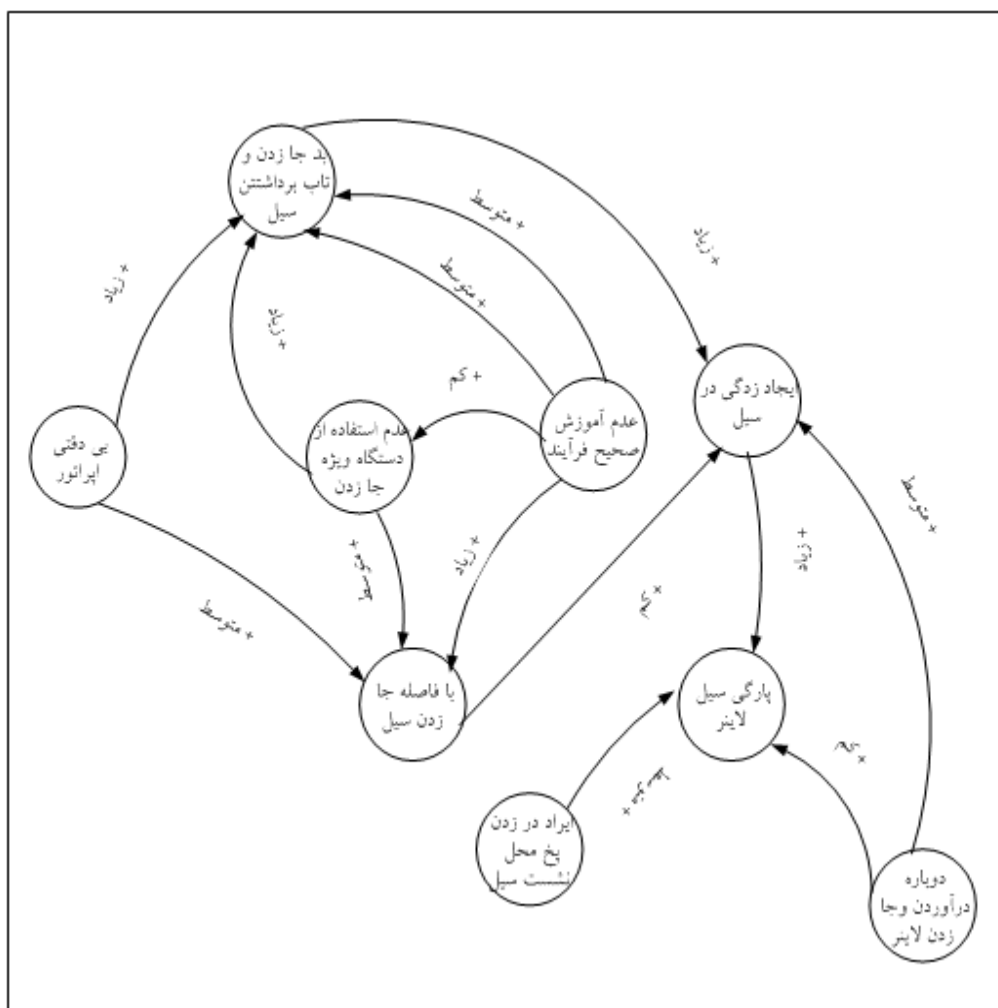 بد جا زدن و
تاب برداشتن
سیل
+ متوسط
+ متوسط
+ زیاد
+ زیاد
+ زیاد
+ کم
ایجاد زدگی در
سیل
عدم آموزش
صحیح فرآیند
عدم استفاده از
دستگاه ویژه
جا زدن
بی دقتی
اپراتور
+ متوسط
+ زیاد
+ متوسط
+ زیاد
+ کم
+ متوسط
با فاصله جا
زدن سیل
پارگی سیل
لاینر
+ کم
+ متوسط
ایراد در زدن
پخ محل
نشست سیل
دوباره
درآوردن وجا
زدن لاینر